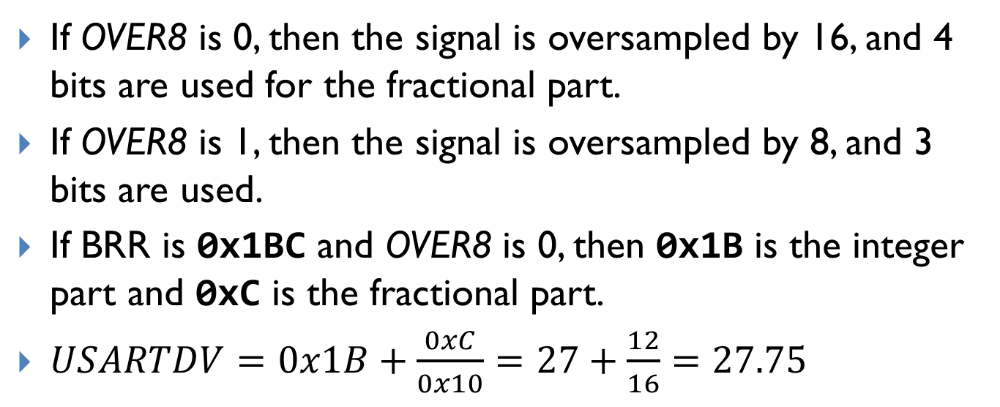 If OVER8 is 0, then the signal is oversampled by 16, and 4
bits are used for the fractional part.
If OVER8 is 1, then the signal is oversampled by 8, and 3
bits are used.
If BRR is 0x1BC and OVER8 is 0, then 0x1B is the integer
part and 0xC is the fractional part.
USARTDV = 0x1B + 0xC/0x10 = 27 + 12/16 = 27.75